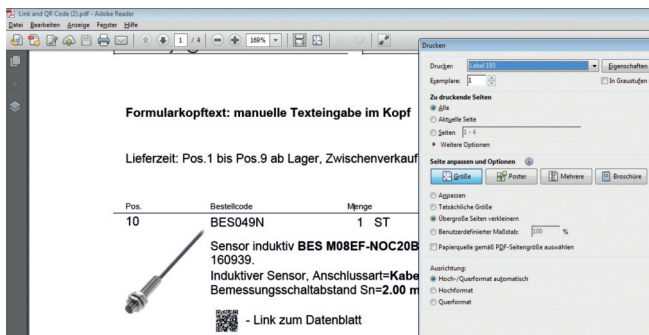 Link and QR Code (2).pdf - Adobe Reader
Datei Bearbeiten Anzeige Fenster Hilfe
1 / 4 169%
Formularkopftext: manuelle Texteingabe im Kopf
Lieferzeit: Pos.1 bis Pos.9 ab Lager, Zwischenverkauf
Pos. Bestellcode Menge
10 BES049N 1 ST
Sensor induktiv BES M08EF-NOC20B
160939.
Induktiver Sensor, Anschlussart=Kabe
Bemessungsschaltabstand Sn=2.00 m
- Link zum Datenblatt
Drucken
Drucker: Label 193 Eigenschaften
Exemplare: 1 In Graustufen
Zu druckende Seiten
Alle
Aktuelle Seite
Seiten 1 - 4
Weitere Optionen
Seite anpassen und Optionen
Größe Poster Mehrere Broschüre
Anpassen
Tatsächliche Größe
Übergroße Seiten verkleinern
Benutzerdefinierter Maßstab: 100 %
Papierquelle gemäß PDF-Seitengröße auswählen
Ausrichtung:
Hoch-/Querformat automatisch
Hochformat
Querformat